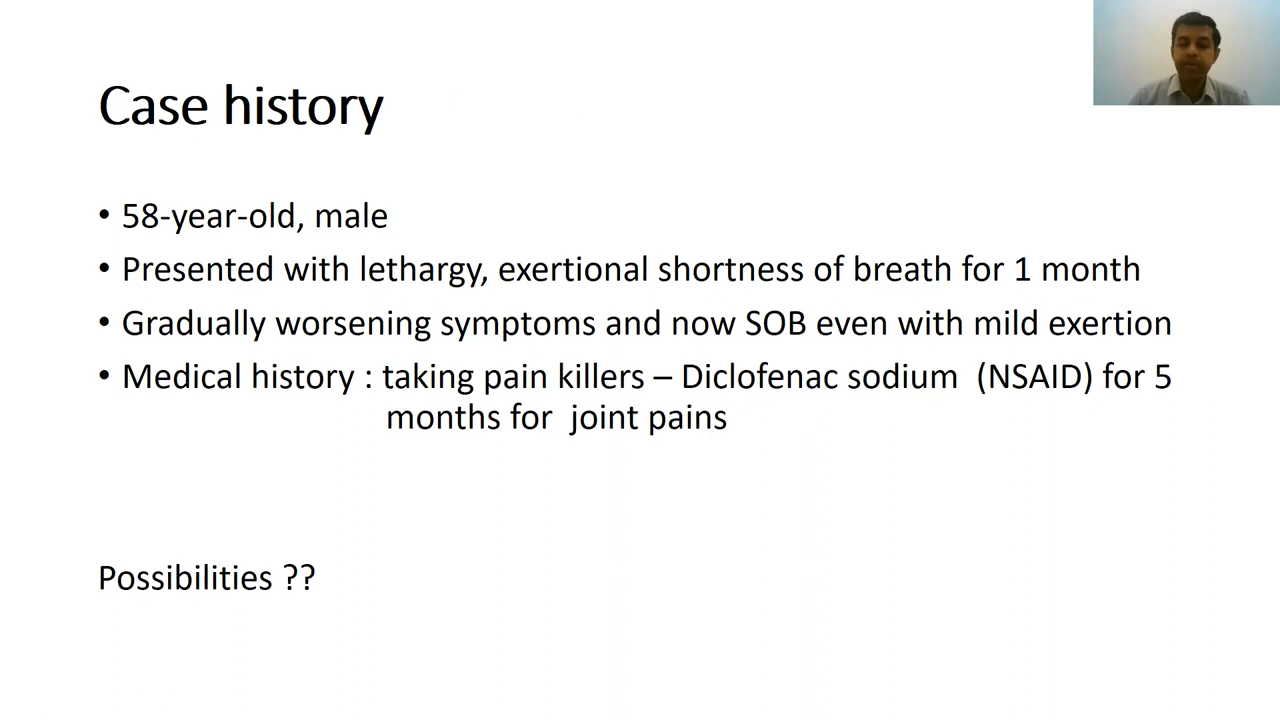 Case history
• 58-year-old, male
• Presented with lethargy, exertional shortness of breath for 1 month
• Gradually worsening symptoms and now SOB even with mild exertion
• Medical history : taking pain killers – Diclofenac sodium (NSAID) for 5
months for joint pains
Possibilities ??